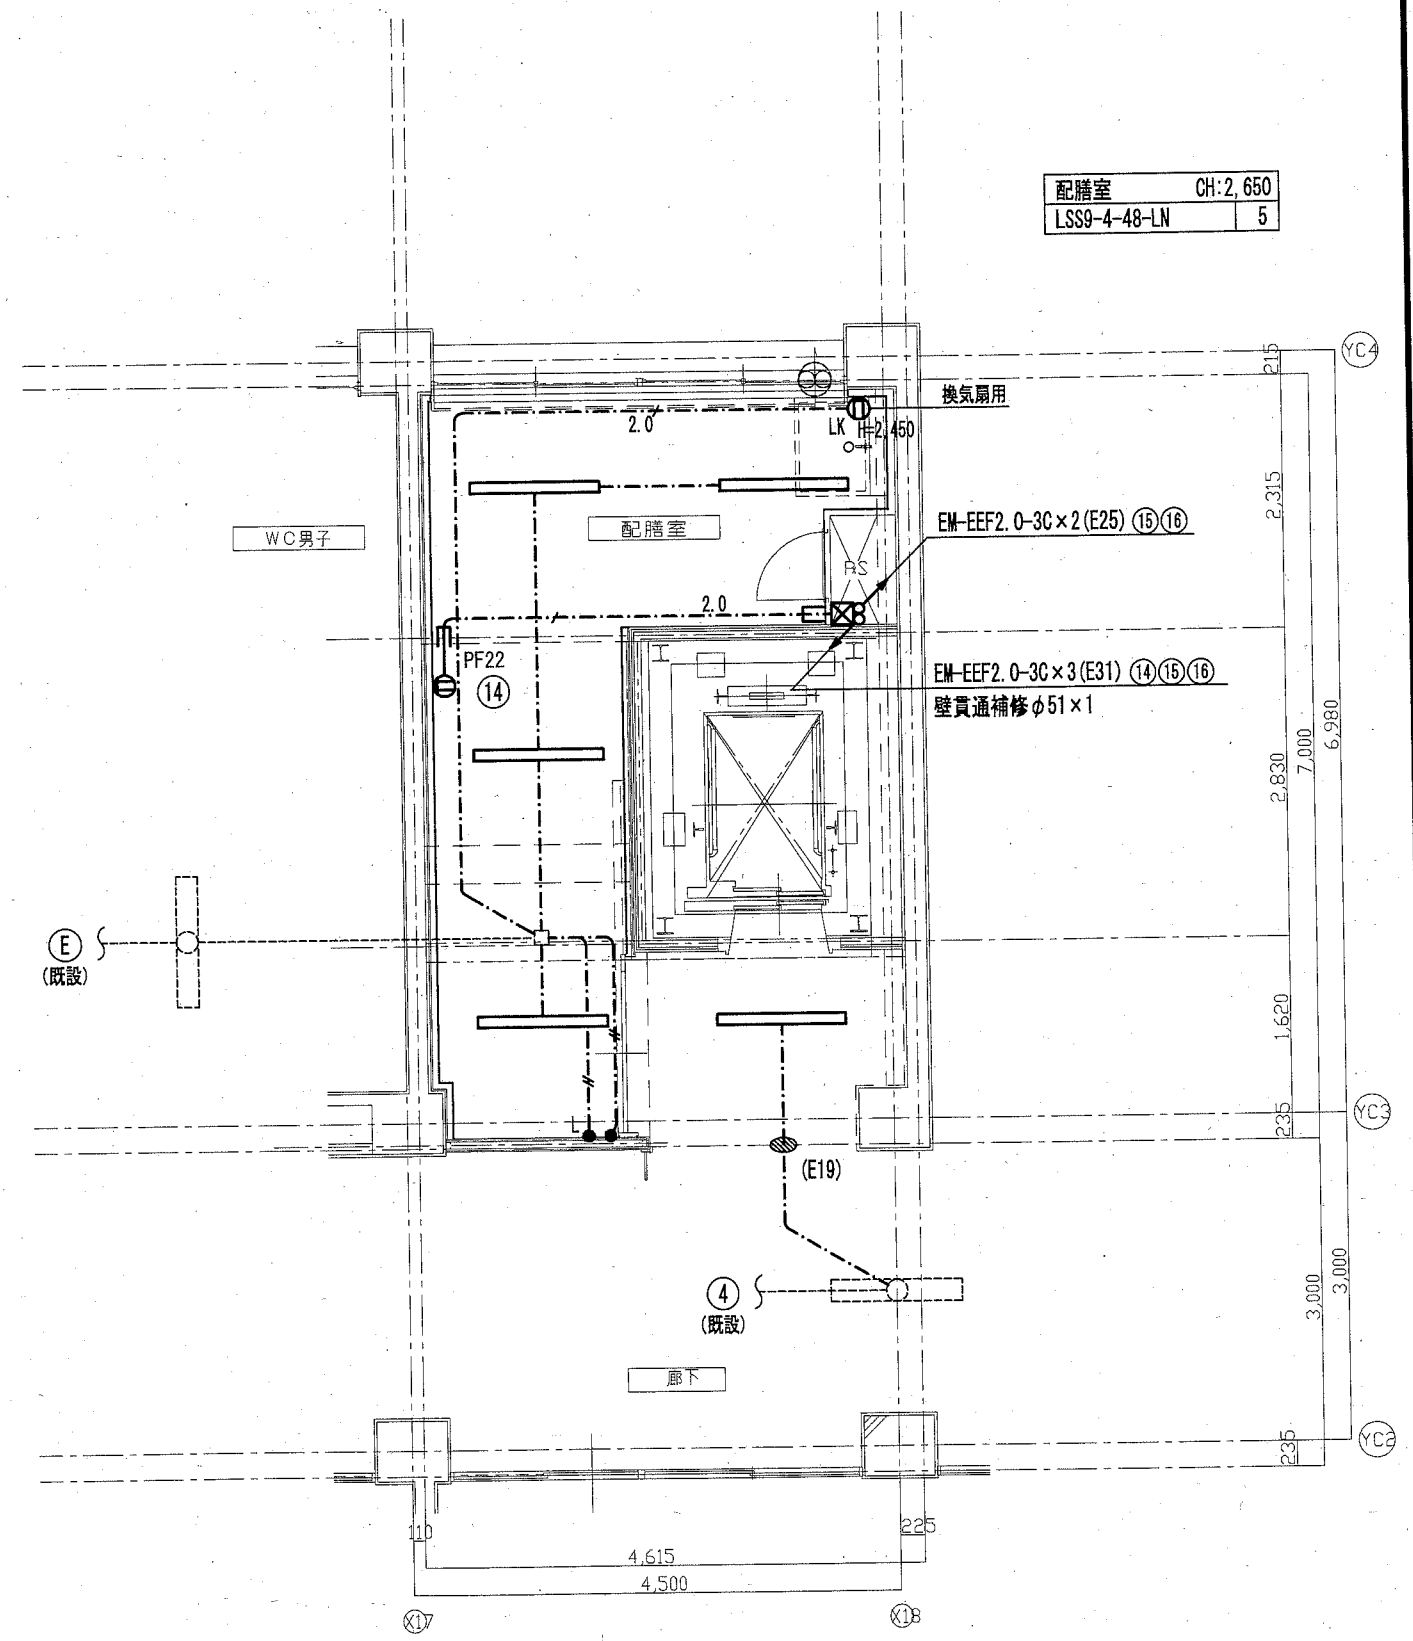 配膳室 CH:2,650
LSS9-4-48-LN 5
YC4
215
換気扇用
2.0
LK H=2,450
2,315
WC男子
配膳室
EM-EEF2.0-3C×2(E25) ⑮⑯
PS
2.0
PF22
⑭
EM-EEF2.0-3C×3(E31) ⑭⑮⑯
壁貫通補修φ51×1
6,980
7,000
2,830
E
(既設)
1,620
YC3
235
(E19)
3,000
3,000
④
(既設)
廊下
YC2
235
110
225
4,615
4,500
X17
X18